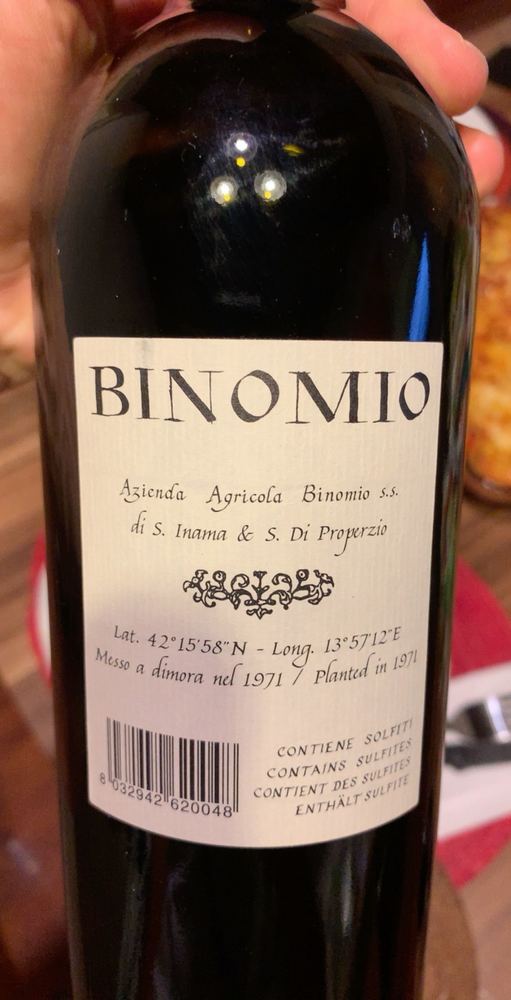 BINOMIO
Azienda Agricola Binomio s.s.
di S. Inama & S. Di Properzio
Lat. 42°15'58"N - Long. 13°57'12"E
Messo a dimora nel 1971 / Planted in 1971
CONTIENE SOLFITI
CONTAINS SULFITES
CONTIENT DES SULFITES
ENTHÄLT SULFITE
8 032942 620048